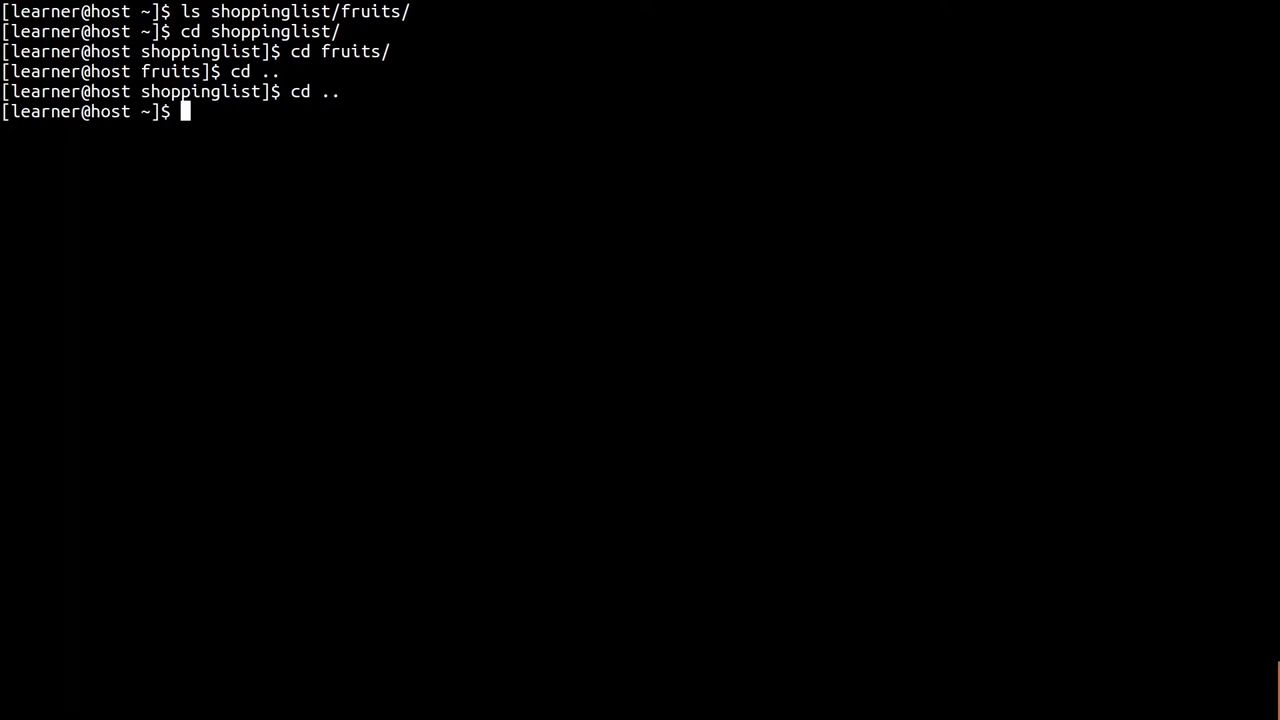 [learner@host ~]$ ls shoppinglist/fruits/
[learner@host ~]$ cd shoppinglist/
[learner@host shoppinglist]$ cd fruits/
[learner@host fruits]$ cd ..
[learner@host shoppinglist]$ cd ..
[learner@host ~]$